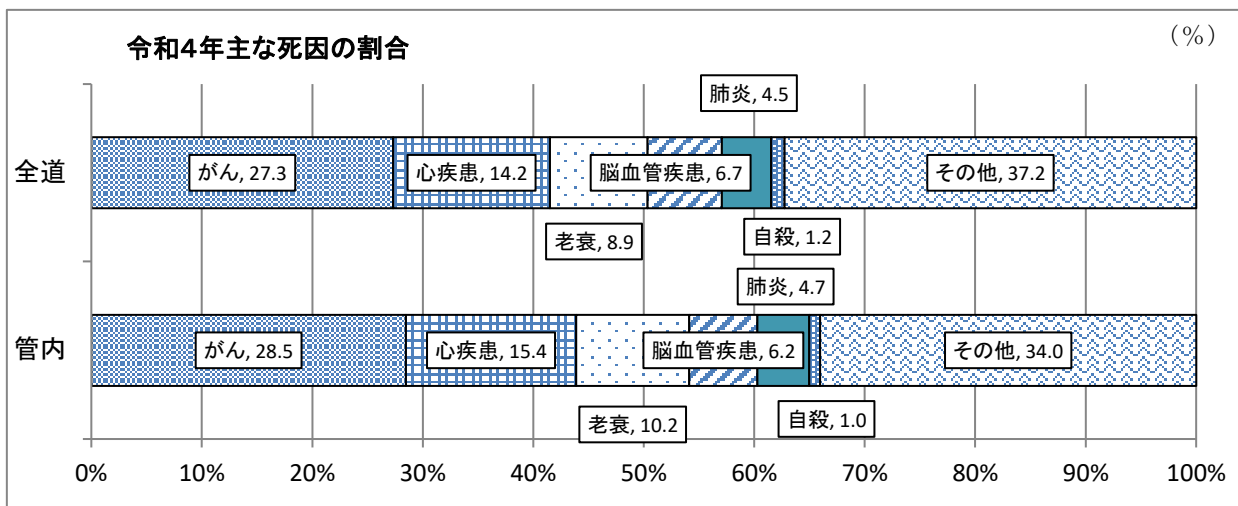 令和4年主な死因の割合
(%)
肺炎, 4.5
全道
がん, 27.3
心疾患, 14.2
脳血管疾患, 6.7
その他, 37.2
老衰, 8.9
自殺, 1.2
肺炎, 4.7
管内
がん, 28.5
心疾患, 15.4
脳血管疾患, 6.2
その他, 34.0
老衰, 10.2
自殺, 1.0
0% 10% 20% 30% 40% 50% 60% 70% 80% 90% 100%